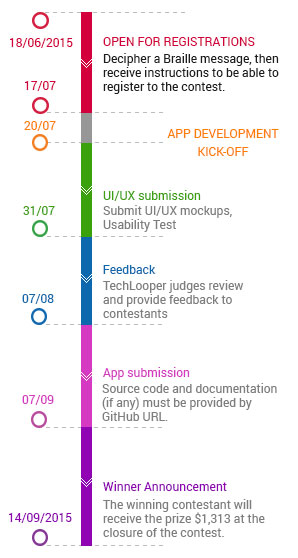 18/06/2015
OPEN FOR REGISTRATIONS
Decipher a Braille message, then
receive instructions to be able to
register to the contest.
17/07
20/07
APP DEVELOPMENT
KICK-OFF
UI/UX submission
Submit UI/UX mockups,
Usability Test
31/07
Feedback
TechLooper judges review
and provide feedback to
contestants
07/08
App submission
Source code and documentation
(if any) must be provided by
GitHub URL.
07/09
Winner Announcement
The winning contestant will
receive the prize $1,313 at the
closure of the contest.
14/09/2015